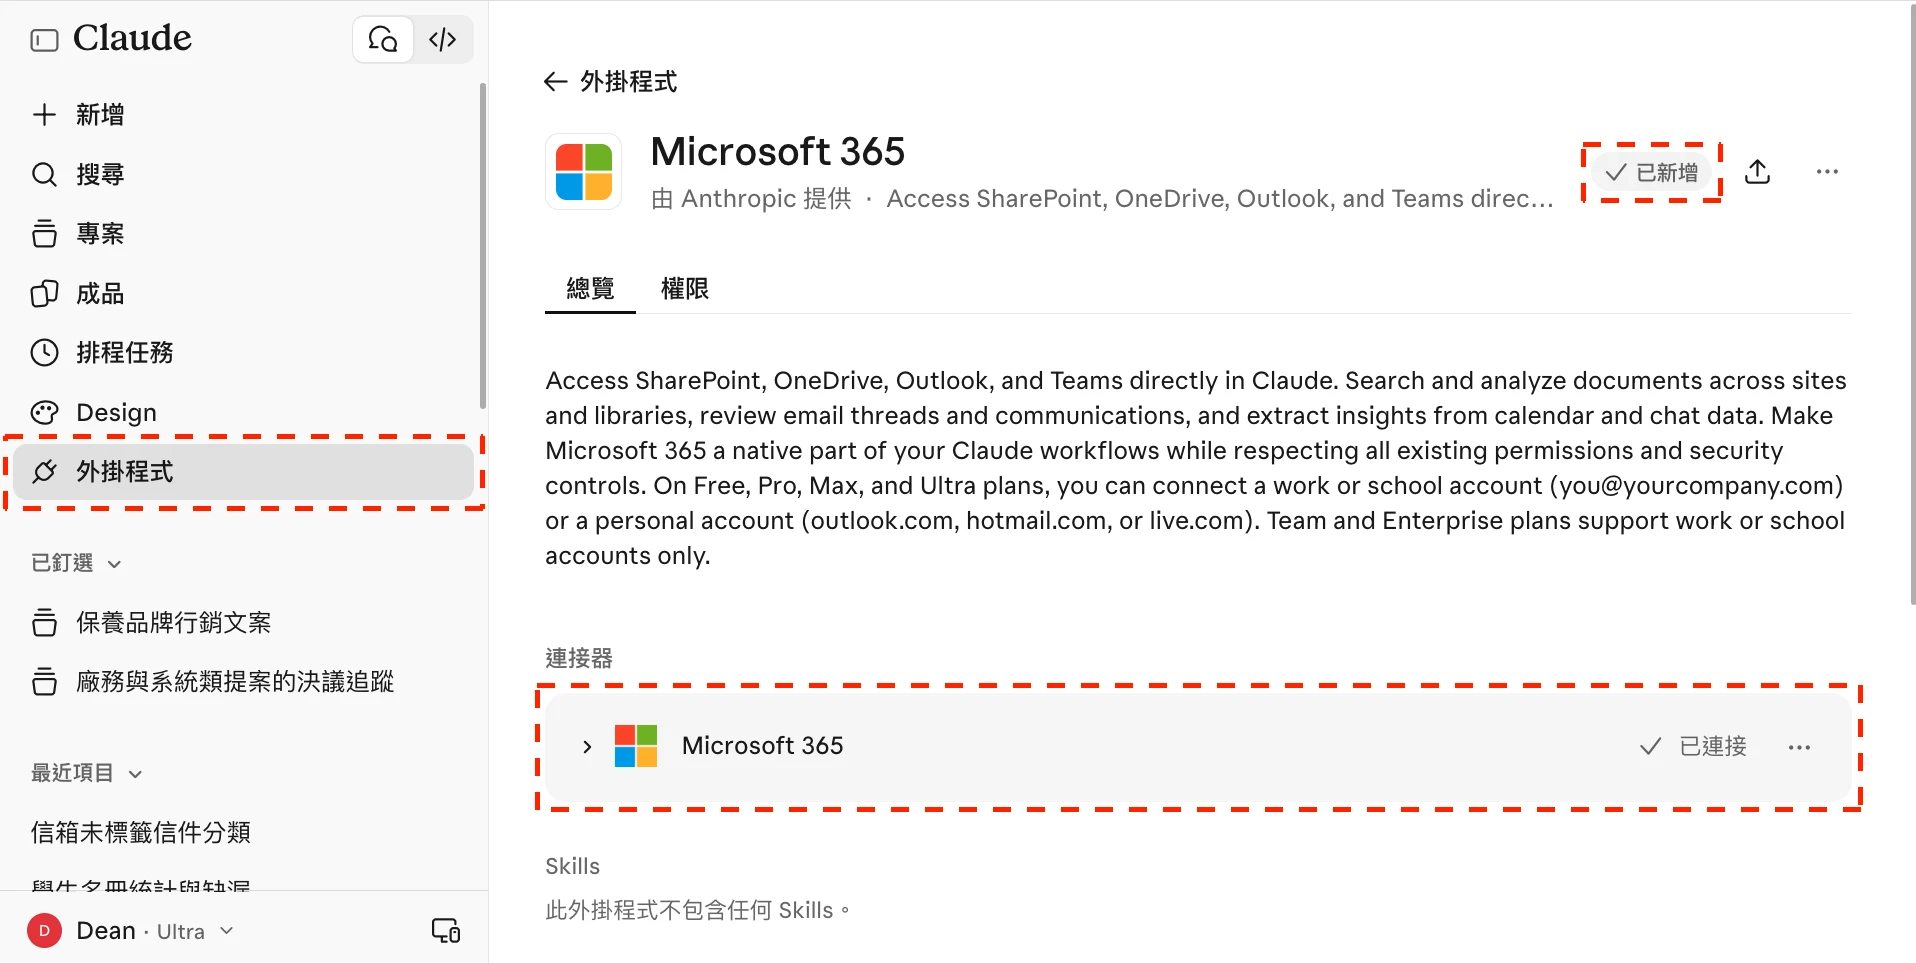 Claude
新增
搜尋
專案
成品
排程任務
Design
外掛程式
已釘選
保養品牌行銷文案
廠務與系統類提案的決議追蹤
最近項目
信箱未標籤信件分類
學生名冊統計與缺漏
D
Dean · Ultra
外掛程式
Microsoft 365
由 Anthropic 提供 · Access SharePoint, OneDrive, Outlook, and Teams direc...
已新增
總覽
權限
Access SharePoint, OneDrive, Outlook, and Teams directly in Claude. Search and analyze documents across sites
and libraries, review email threads and communications, and extract insights from calendar and chat data. Make
Microsoft 365 a native part of your Claude workflows while respecting all existing permissions and security
controls. On Free, Pro, Max, and Ultra plans, you can connect a work or school account (you@yourcompany.com)
or a personal account (outlook.com, hotmail.com, or live.com). Team and Enterprise plans support work or school
accounts only.
連接器
Microsoft 365
已連接
Skills
此外掛程式不包含任何 Skills。